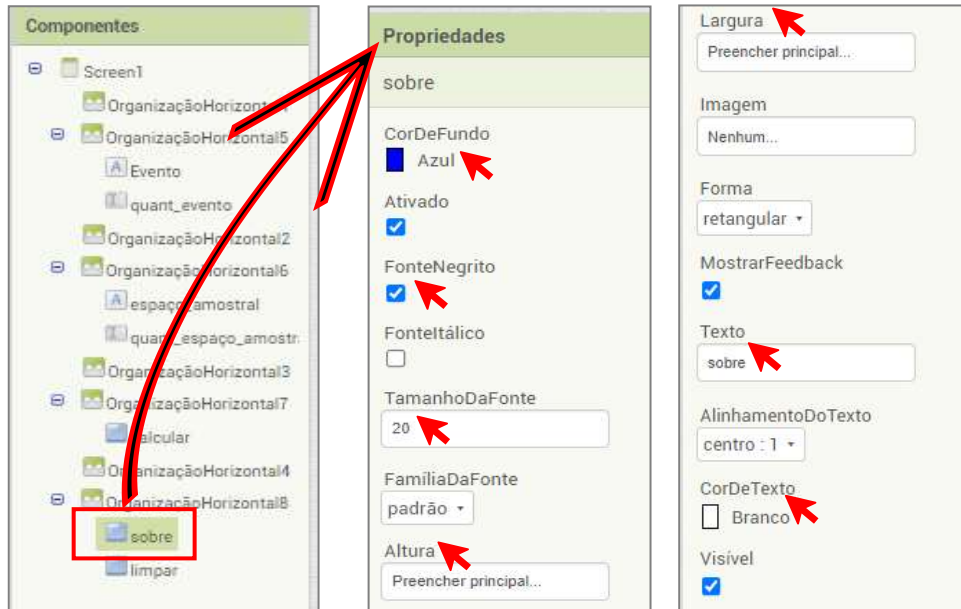 Componentes
Screen1
OrganizaçãoHorizontal1
OrganizaçãoHorizontal5
Evento
quant_evento
OrganizaçãoHorizontal2
OrganizaçãoHorizontal6
espaço_amostral
quant_espaço_amostr
OrganizaçãoHorizontal3
OrganizaçãoHorizontal7
calcular
OrganizaçãoHorizontal4
OrganizaçãoHorizontal8
sobre
limpar
Propriedades
sobre
CorDeFundo
Azul
Ativado
FonteNegrito
FonteItálico
TamanhoDaFonte
20
FamíliaDaFonte
padrão
Altura
Preencher principal...
Largura
Preencher principal...
Imagem
Nenhum...
Forma
retangular
MostrarFeedback
Texto
sobre
AlinhamentoDoTexto
centro : 1
CorDeTexto
Branco
Visível